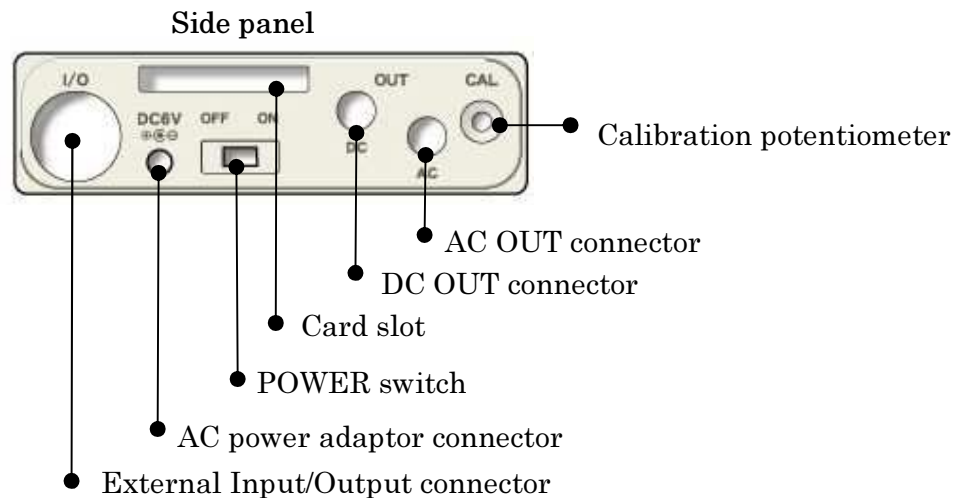 Side panel
I/O
OUT
CAL
DC6V
OFF ON
DC
AC
Calibration potentiometer
AC OUT connector
DC OUT connector
Card slot
POWER switch
AC power adaptor connector
External Input/Output connector